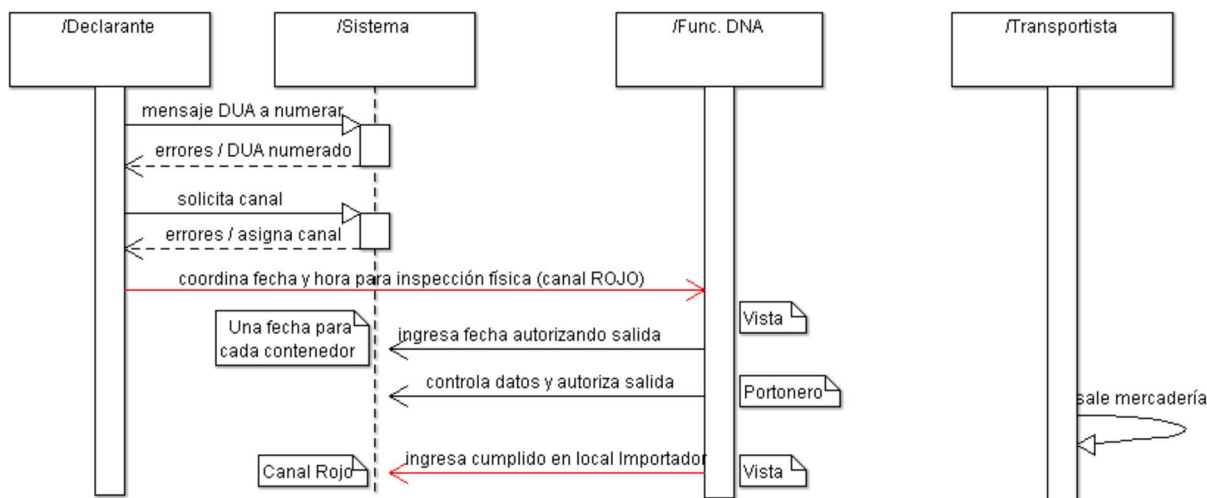 /Declarante
/Sistema
/Func. DNA
/Transportista
mensaje DUA a numerar
errores / DUA numerado
solicita canal
errores / asigna canal
coordina fecha y hora para inspección física (canal ROJO)
Vista
Una fecha para
cada contenedor
ingresa fecha autorizando salida
controla datos y autoriza salida
Portonero
sale mercadería
ingresa cumplido en local Importador
Canal Rojo
Vista